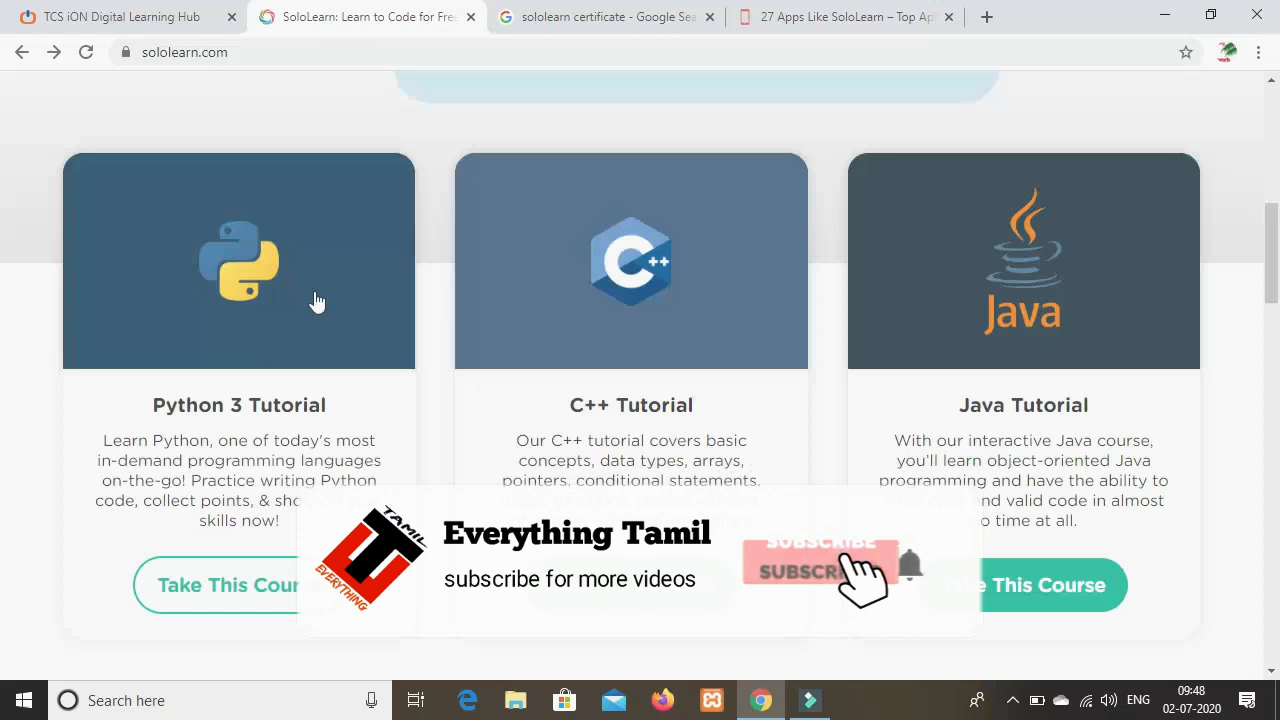 TCS iON Digital Learning Hub
SoloLearn: Learn to Code for Free
sololearn certificate - Google Sea
27 Apps Like SoloLearn – Top Ap
sololearn.com
C++
Java
Python 3 Tutorial
Learn Python, one of today's most
in-demand programming languages
on-the-go! Practice writing Python
code, collect points, & show
skills now!
Take This Cour
C++ Tutorial
Our C++ tutorial covers basic
concepts, data types, arrays,
pointers, conditional statements,
Java Tutorial
With our interactive Java course,
you'll learn object-oriented Java
programming and have the ability to
and valid code in almost
no time at all.
This Course
TAMIL
EVERYTHING
Everything Tamil
subscribe for more videos
SUBSCRIBE
SUBSCRI
Search here
ENG
09:48
02-07-2020